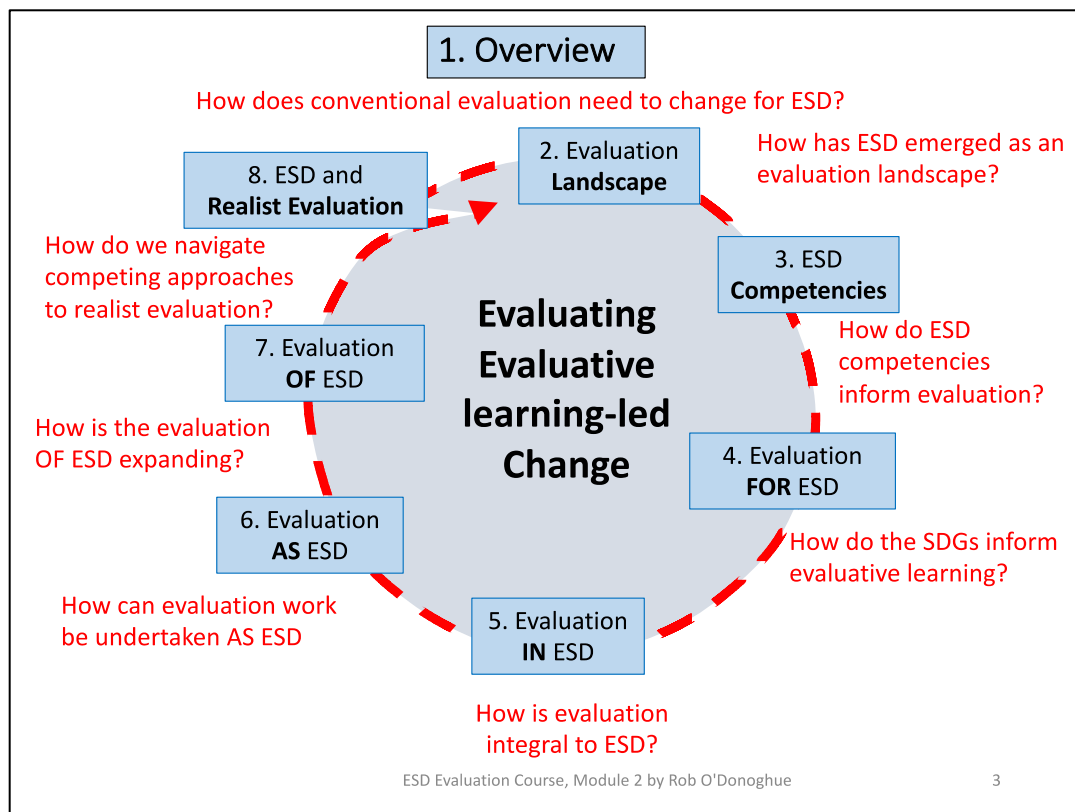 1. Overview
How does conventional evaluation need to change for ESD?
2. Evaluation
Landscape
How has ESD emerged as an
evaluation landscape?
3. ESD
Competencies
How do ESD
competencies
inform evaluation?
4. Evaluation
FOR ESD
How do the SDGs inform
evaluative learning?
5. Evaluation
IN ESD
How is evaluation
integral to ESD?
6. Evaluation
AS ESD
How can evaluation work
be undertaken AS ESD
7. Evaluation
OF ESD
How is the evaluation
OF ESD expanding?
8. ESD and
Realist Evaluation
How do we navigate
competing approaches
to realist evaluation?
Evaluating
Evaluative
learning-led
Change
ESD Evaluation Course, Module 2 by Rob O'Donoghue
3